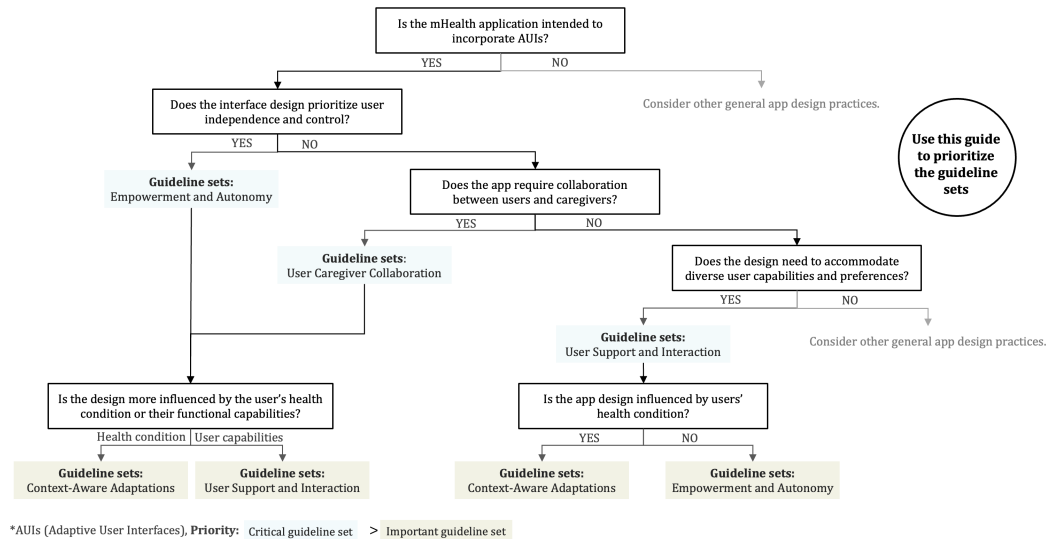 Is the mHealth application intended to
incorporate AUIs?
YES
NO
Consider other general app design practices.
Does the interface design prioritize user
independence and control?
YES
NO
Use this guide
to prioritize
the guideline
sets
Guideline sets:
Empowerment and Autonomy
Does the app require collaboration
between users and caregivers?
YES
NO
Guideline sets:
User Caregiver Collaboration
Does the design need to accommodate
diverse user capabilities and preferences?
YES
NO
Guideline sets:
User Support and Interaction
Consider other general app design practices.
Is the design more influenced by the user’s health
condition or their functional capabilities?
Health condition
User capabilities
Guideline sets:
Context-Aware Adaptations
Guideline sets:
User Support and Interaction
Is the app design influenced by users’
health condition?
YES
NO
Guideline sets:
Context-Aware Adaptations
Guideline sets:
Empowerment and Autonomy
*AUIs (Adaptive User Interfaces), Priority: Critical guideline set > Important guideline set